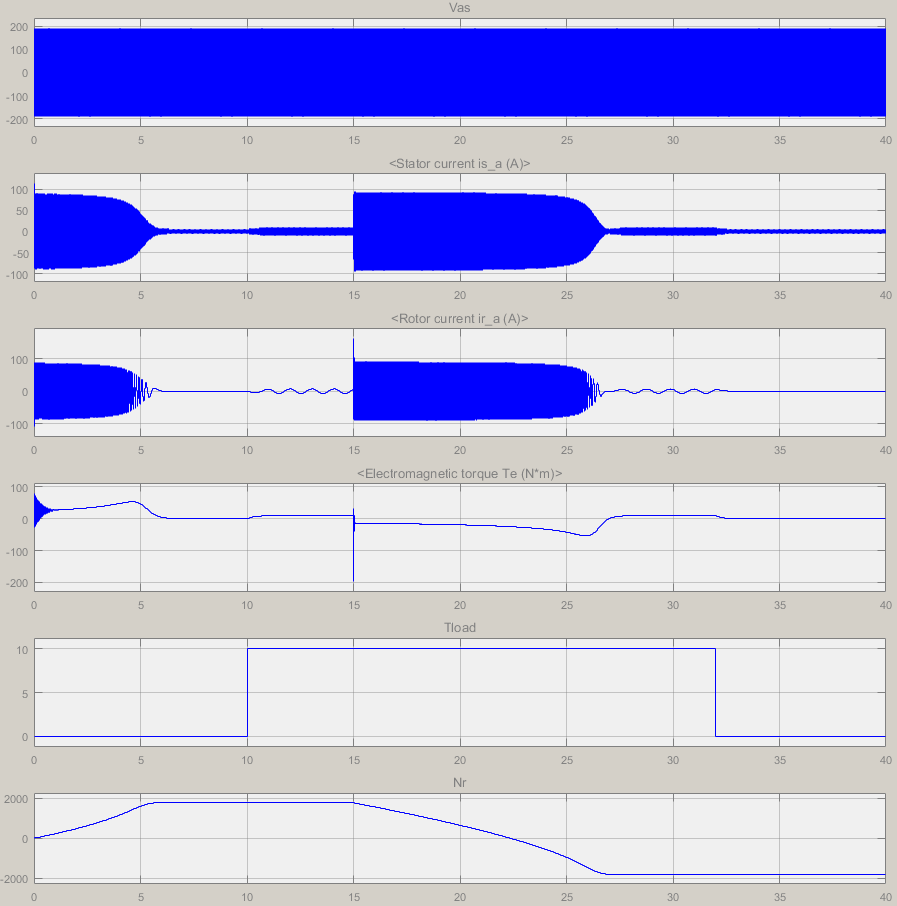 Vas
200
100
0
-100
-200
0 5 10 15 20 25 30 35 40
<Stator current is_a (A)>
100
50
0
-50
-100
0 5 10 15 20 25 30 35 40
<Rotor current ir_a (A)>
100
0
-100
0 5 10 15 20 25 30 35 40
<Electromagnetic torque Te (N*m)>
100
0
-100
-200
0 5 10 15 20 25 30 35 40
Tload
10
5
0
0 5 10 15 20 25 30 35 40
Nr
2000
0
-2000
0 5 10 15 20 25 30 35 40